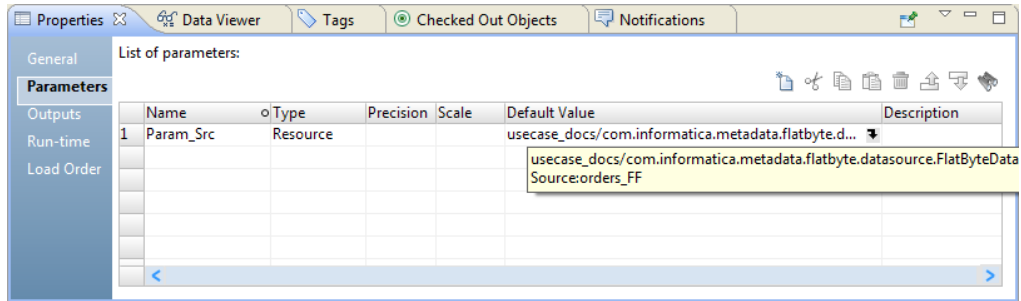 Properties Data Viewer Tags Checked Out Objects Notifications
General
Parameters
Outputs
Run-time
Load Order
List of parameters:
Name Type Precision Scale Default Value Description
1 Param_Src Resource usecase_docs/com.informatica.metadata.flatbyte.d...
usecase_docs/com.informatica.metadata.flatbyte.datasource.FlatByteData
Source:orders_FF